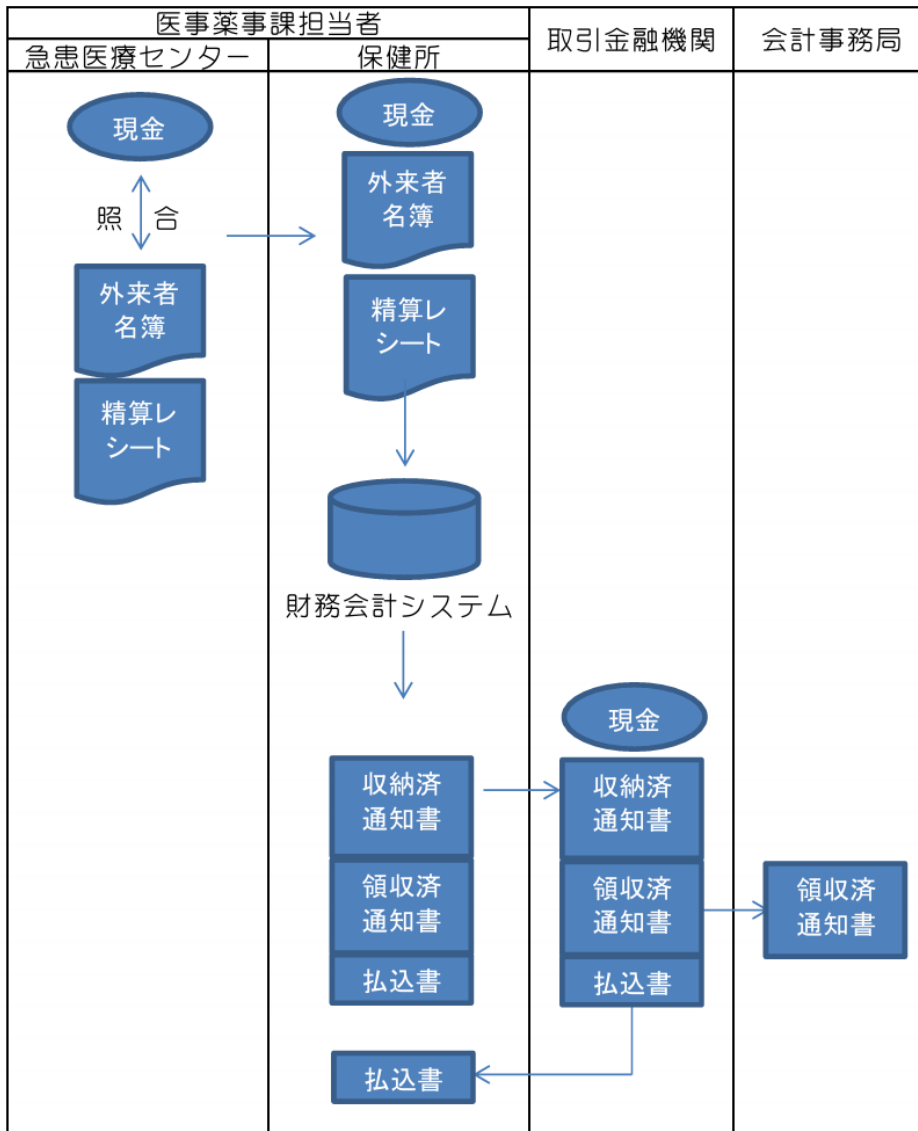 医事薬事課担当者
取引金融機関
会計事務局
急患医療センター
保健所
現金
照合
外来者
名簿
精算レ
シート
現金
外来者
名簿
精算レ
シート
財務会計システム
収納済
通知書
領収済
通知書
払込書
払込書
現金
収納済
通知書
領収済
通知書
払込書
領収済
通知書